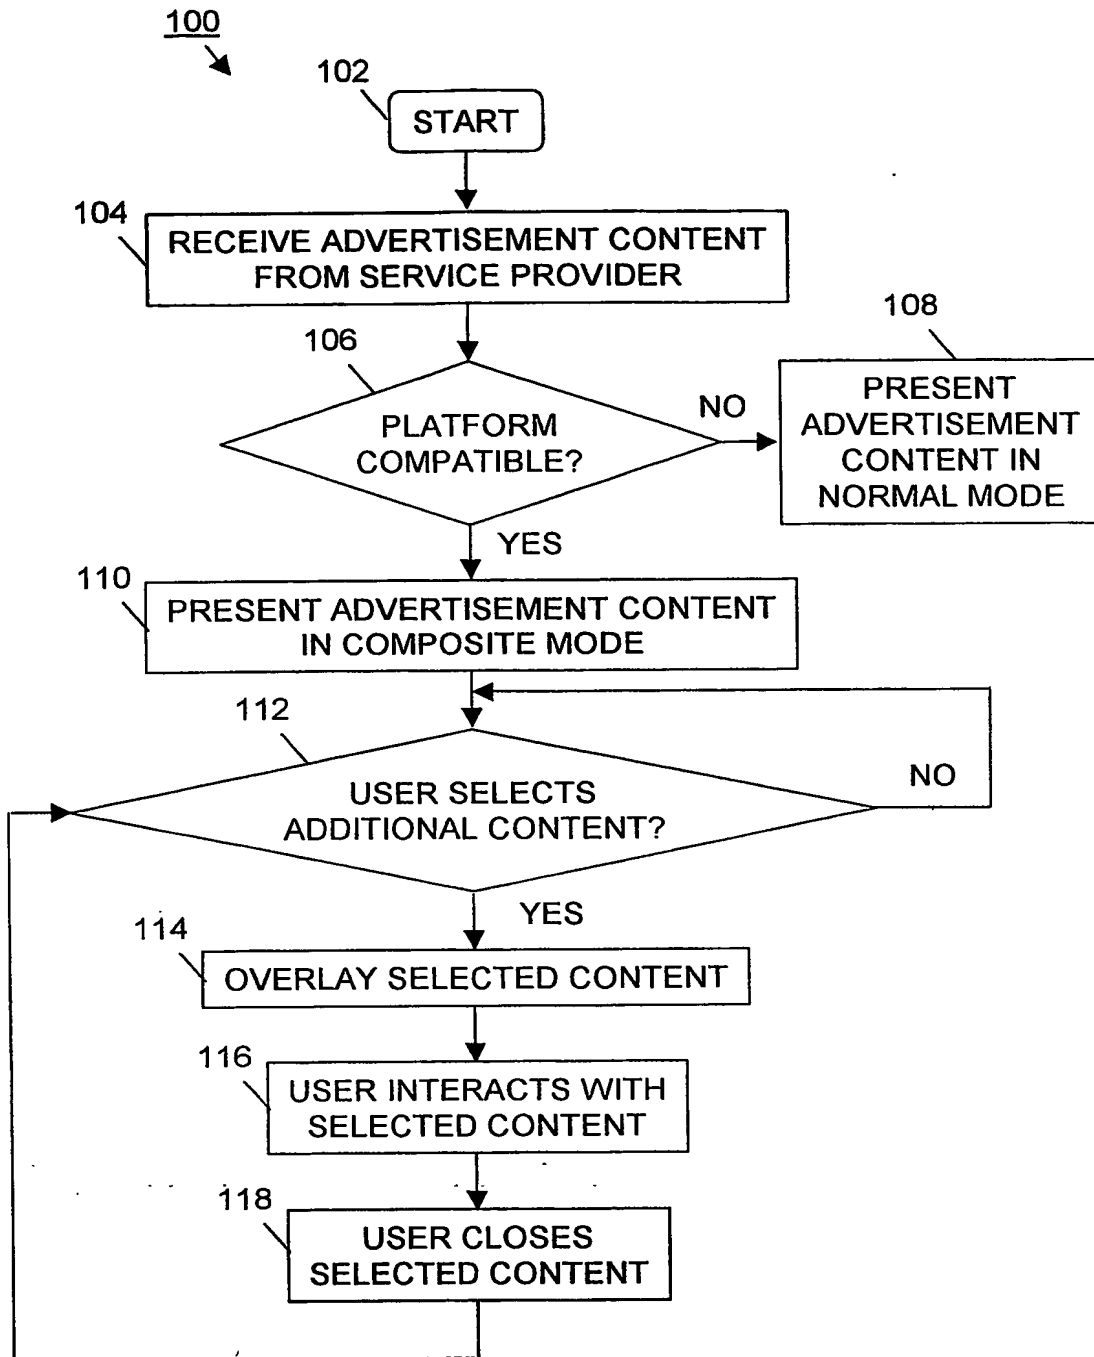 100
102
START
104
RECEIVE ADVERTISEMENT CONTENT
FROM SERVICE PROVIDER
106
PLATFORM
COMPATIBLE?
NO
108
PRESENT
ADVERTISEMENT
CONTENT IN
NORMAL MODE
YES
110
PRESENT ADVERTISEMENT CONTENT
IN COMPOSITE MODE
112
USER SELECTS
ADDITIONAL CONTENT?
NO
YES
114
OVERLAY SELECTED CONTENT
116
USER INTERACTS WITH
SELECTED CONTENT
118
USER CLOSES
SELECTED CONTENT